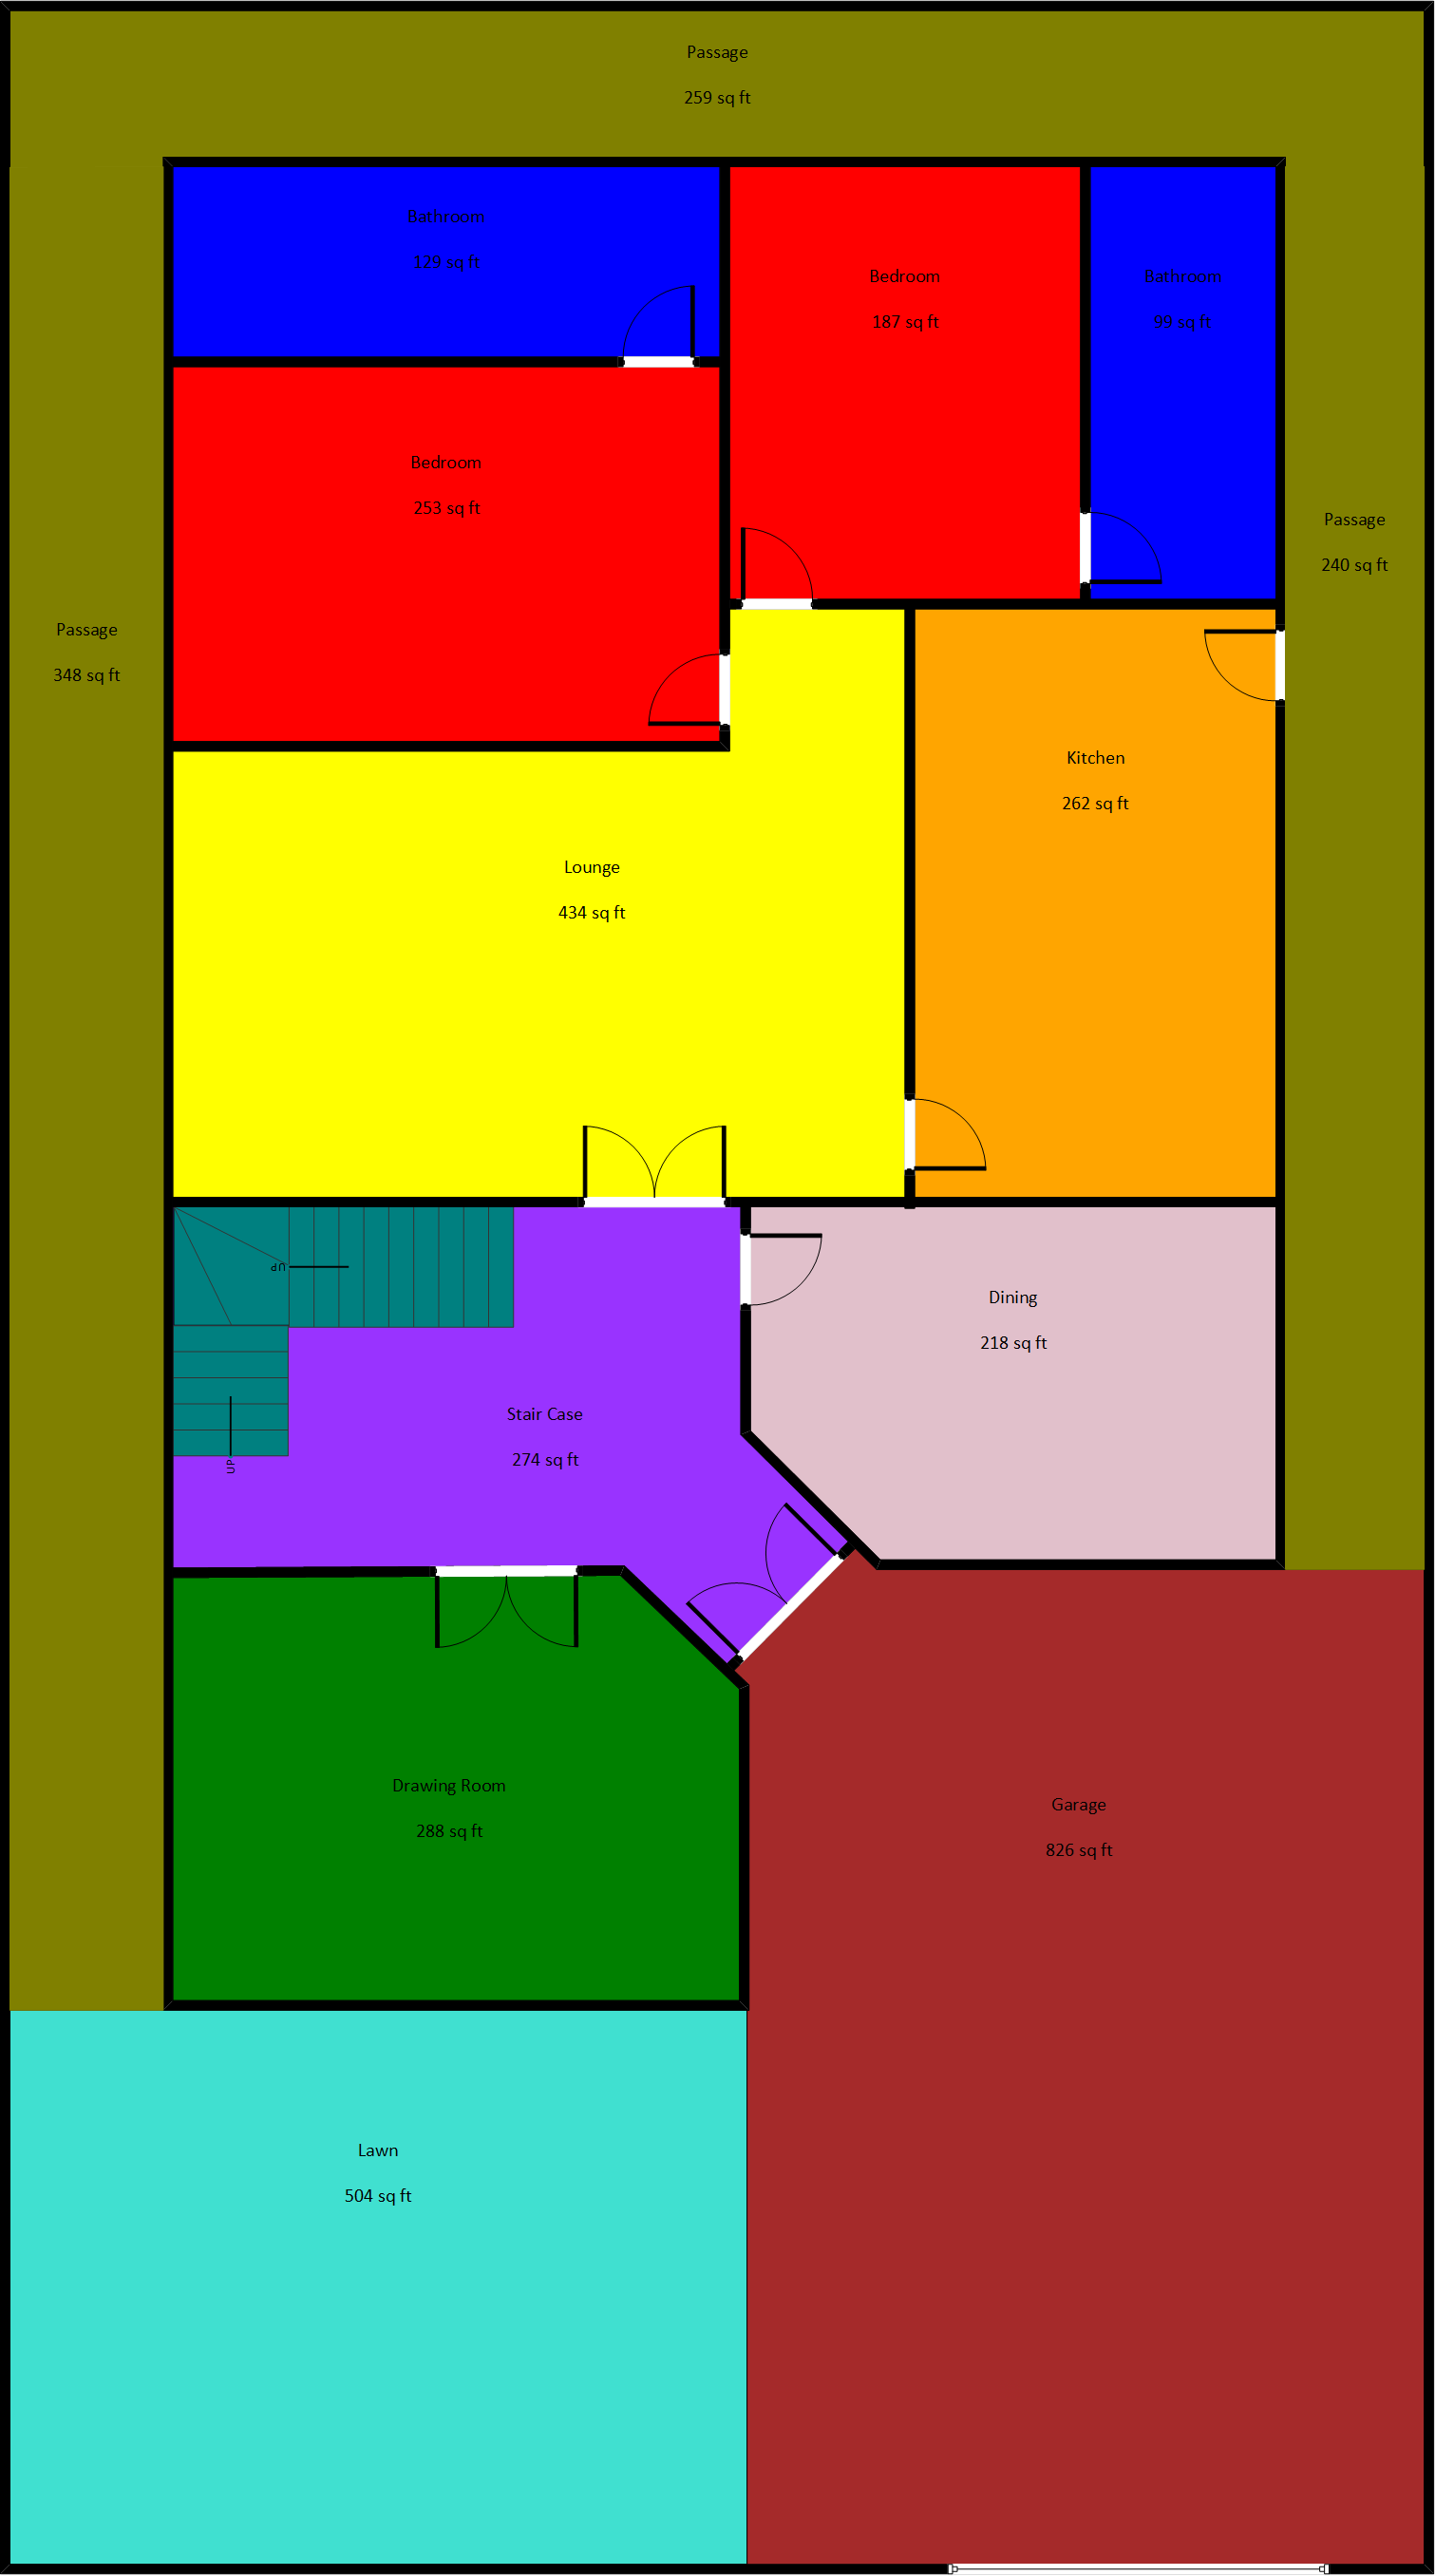 Passage
259 sq ft
Bathroom
129 sq ft
Bedroom
187 sq ft
Bathroom
99 sq ft
Bedroom
253 sq ft
Passage
240 sq ft
Passage
348 sq ft
Kitchen
262 sq ft
Lounge
434 sq ft
UP
Dining
218 sq ft
Stair Case
274 sq ft
UP
Drawing Room
288 sq ft
Garage
826 sq ft
Lawn
504 sq ft